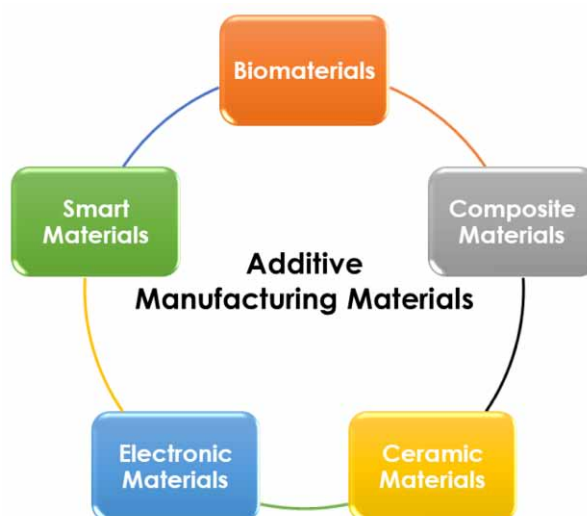 Biomaterials
Smart
Materials
Composite
Materials
Additive
Manufacturing Materials
Electronic
Materials
Ceramic
Materials